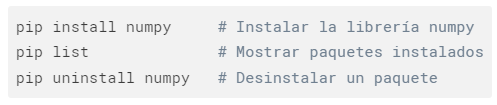 pip install numpy     # Instalar la librería numpy
pip list              # Mostrar paquetes instalados
pip uninstall numpy   # Desinstalar un paquete